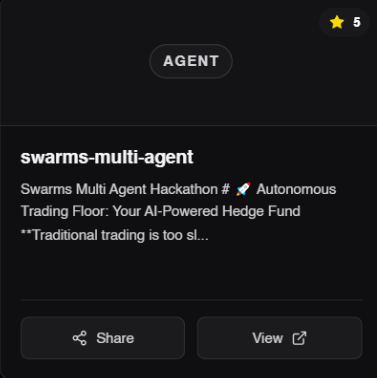 5
AGENT
swarms-multi-agent
Swarms Multi Agent Hackathon # 🚀 Autonomous
Trading Floor: Your AI-Powered Hedge Fund
**Traditional trading is too sl...
Share
View